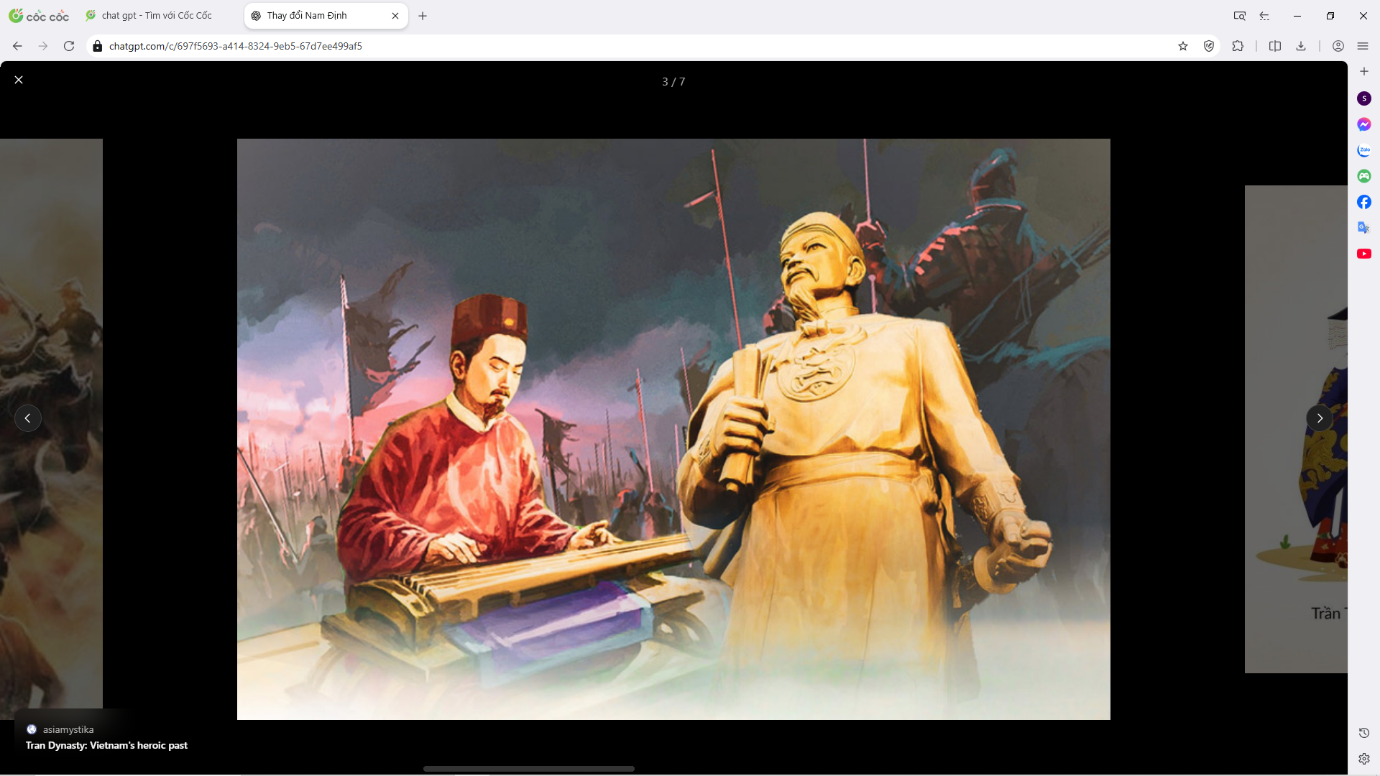 cốc cốc
chat gpt - Tìm với Cốc Cốc
Thay đổi Nam Định
chatgpt.com/c/697f5693-a414-8324-9eb5-67d7ee499af5
3 / 7
S
Zalo
Trần
asiamystika
Tran Dynasty: Vietnam's heroic past